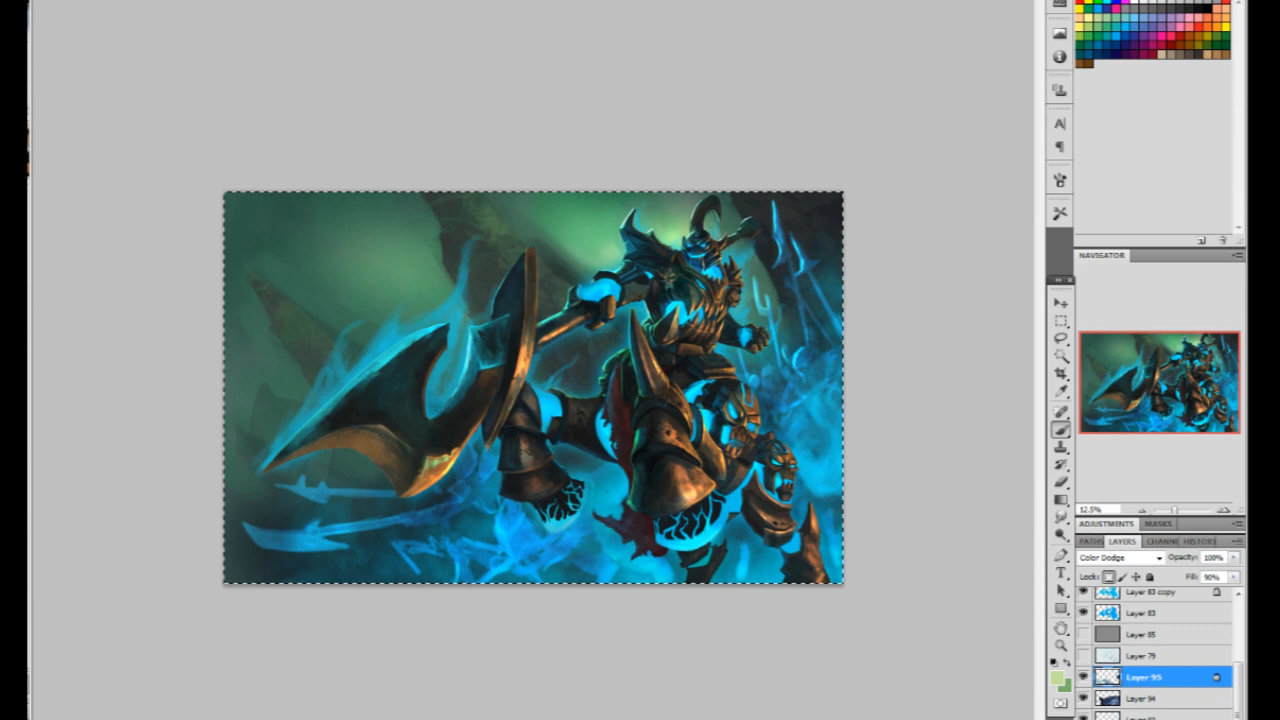 A
¶
NAVIGATOR
12.5%
ADJUSTMENTS MASKS
PATHS LAYERS CHANNE HISTORY
Color Dodge Opacity: 100%
Lock: Fill: 90%
Layer 83 copy
Layer 83
Layer 85
Layer 79
Layer 95
Layer 94
T